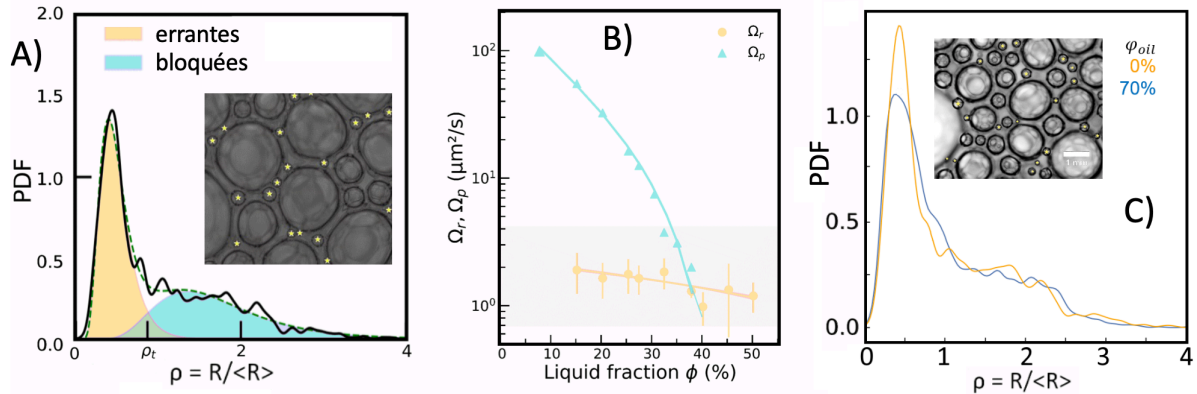 A)
2.0
1.5
1.0
0.5
0.0
PDF
errantes
bloquées
0
ρt
2
4
ρ = R/<R>
B)
10²
10¹
10⁰
Ωr, Ωp (μm²/s)
Ωr
Ωp
0
10
20
30
40
50
Liquid fraction ϕ (%)
C)
1.0
0.5
0.0
PDF
φoil
0%
70%
1 mm
0
1
2
3
4
ρ = R/<R>